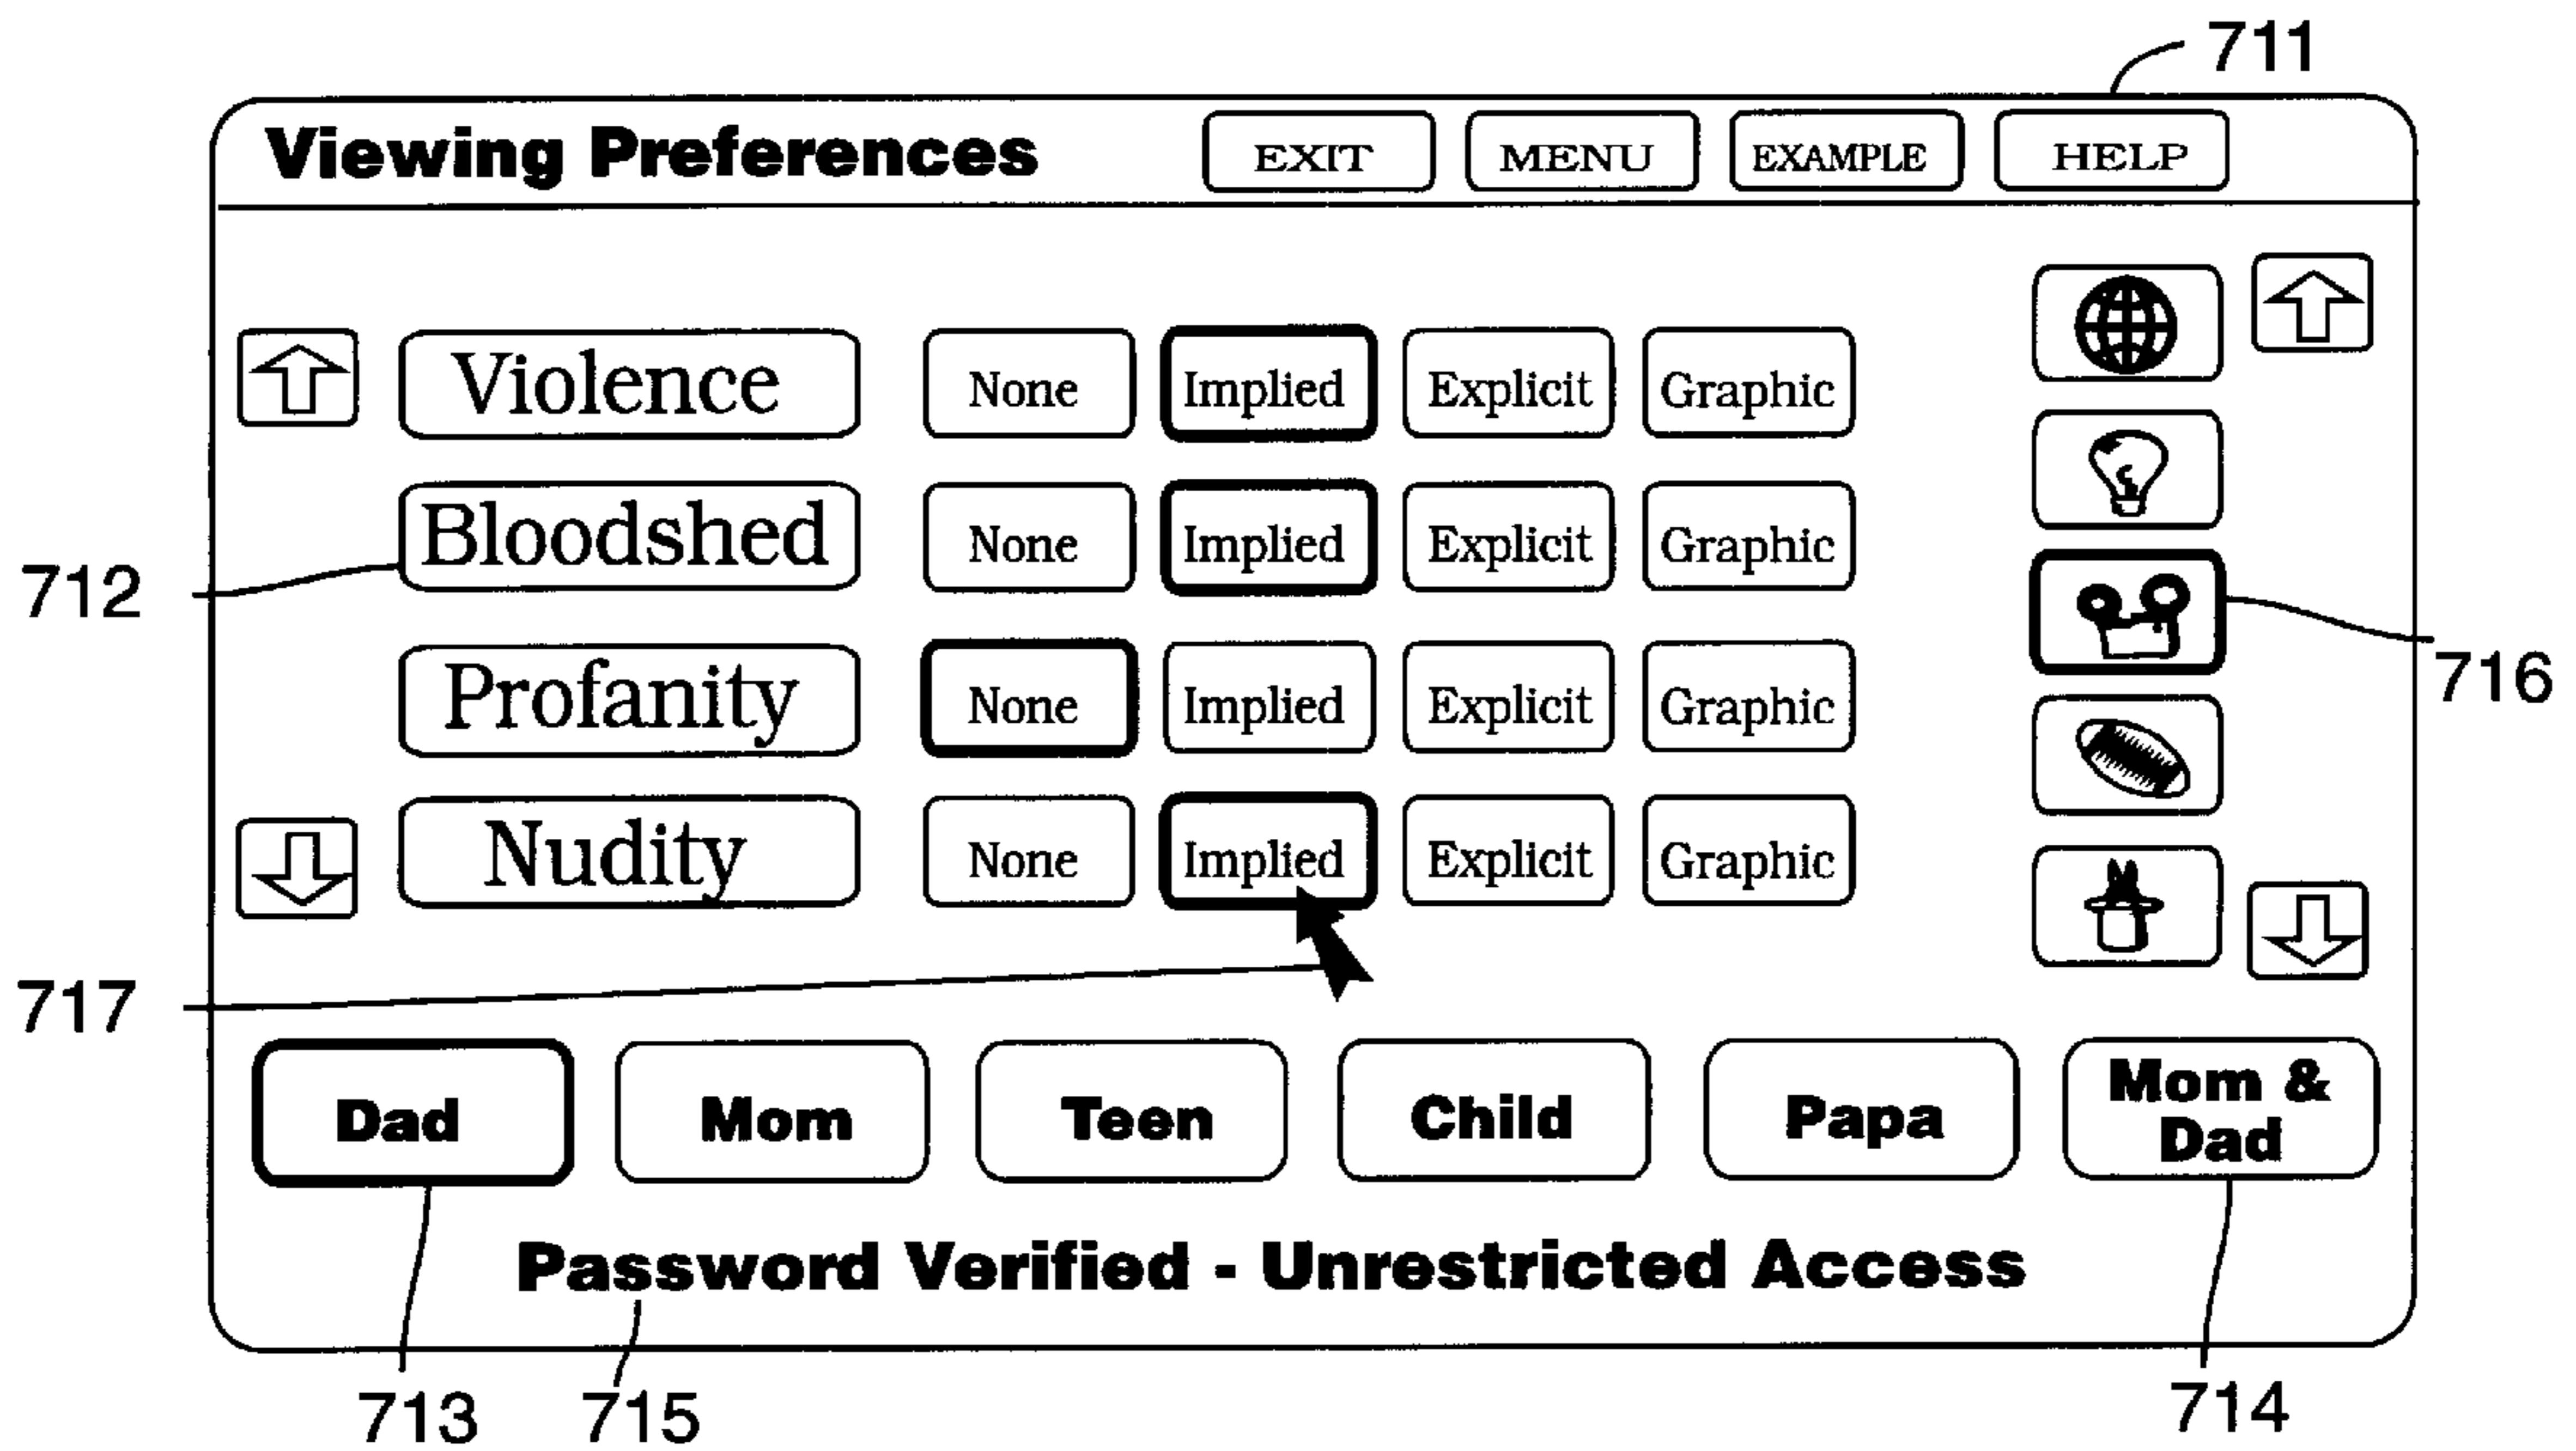 711
Viewing Preferences EXIT MENU EXAMPLE HELP
Violence None Implied Explicit Graphic
Bloodshed None Implied Explicit Graphic
712
716
Profanity None Implied Explicit Graphic
Nudity None Implied Explicit Graphic
717
Dad Mom Teen Child Papa Mom &
Dad
Password Verified - Unrestricted Access
713 715 714